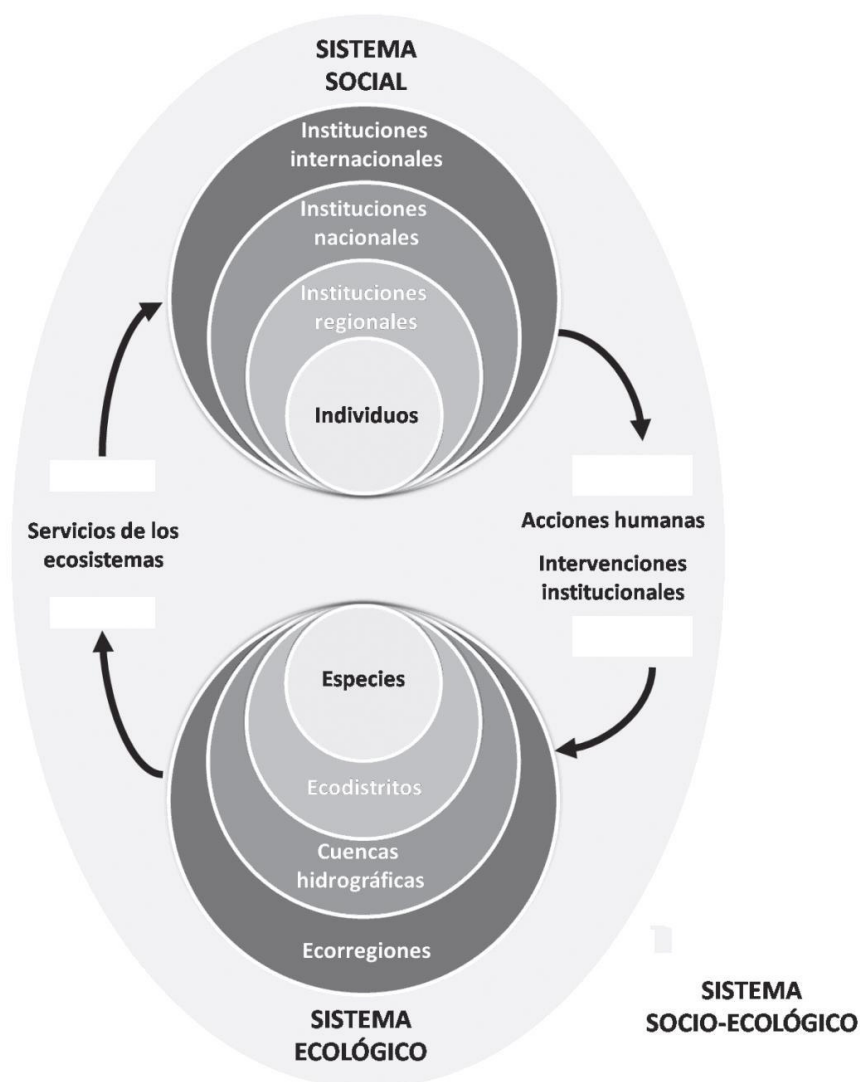 SISTEMA
SOCIAL
Instituciones
internacionales
Instituciones
nacionales
Instituciones
regionales
Individuos
Servicios de los
ecosistemas
Acciones humanas
Intervenciones
institucionales
Especies
Ecodistritos
Cuencas
hidrográficas
Ecorregiones
SISTEMA
ECOLÓGICO
SISTEMA
SOCIO-ECOLÓGICO